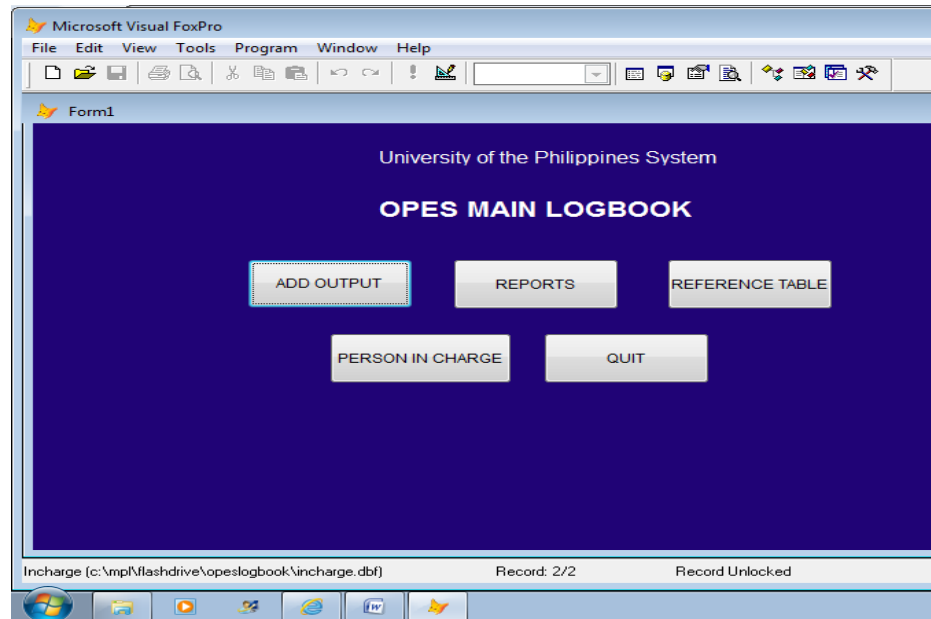 Microsoft Visual FoxPro
File Edit View Tools Program Window Help
Form1
University of the Philippines System
OPES MAIN LOGBOOK
ADD OUTPUT REPORTS REFERENCE TABLE
PERSON IN CHARGE QUIT
Incharge (c:\mpl\flashdrive\opeslogbook\incharge.dbf) Record: 2/2 Record Unlocked